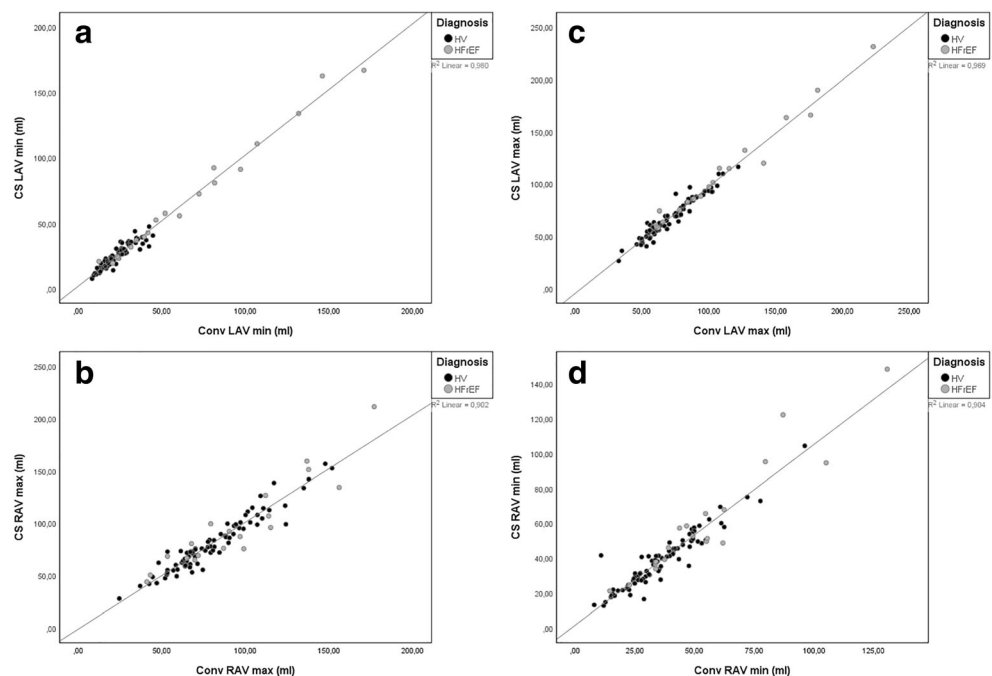 a
200,00
150,00
100,00
50,00
,00
CS LAV min (ml)
,00 50,00 100,00 150,00 200,00
Conv LAV min (ml)
Diagnosis
HV
HFrEF
R² Linear = 0,980
c
250,00
200,00
150,00
100,00
50,00
,00
CS LAV max (ml)
,00 50,00 100,00 150,00 200,00 250,00
Conv LAV max (ml)
Diagnosis
HV
HFrEF
R² Linear = 0,969
b
250,00
200,00
150,00
100,00
50,00
,00
CS RAV max (ml)
,00 50,00 100,00 150,00 200,00
Conv RAV max (ml)
Diagnosis
HV
HFrEF
R² Linear = 0,902
d
140,00
120,00
100,00
80,00
60,00
40,00
20,00
,00
CS RAV min (ml)
,00 25,00 50,00 75,00 100,00 125,00
Conv RAV min (ml)
Diagnosis
HV
HFrEF
R² Linear = 0,904